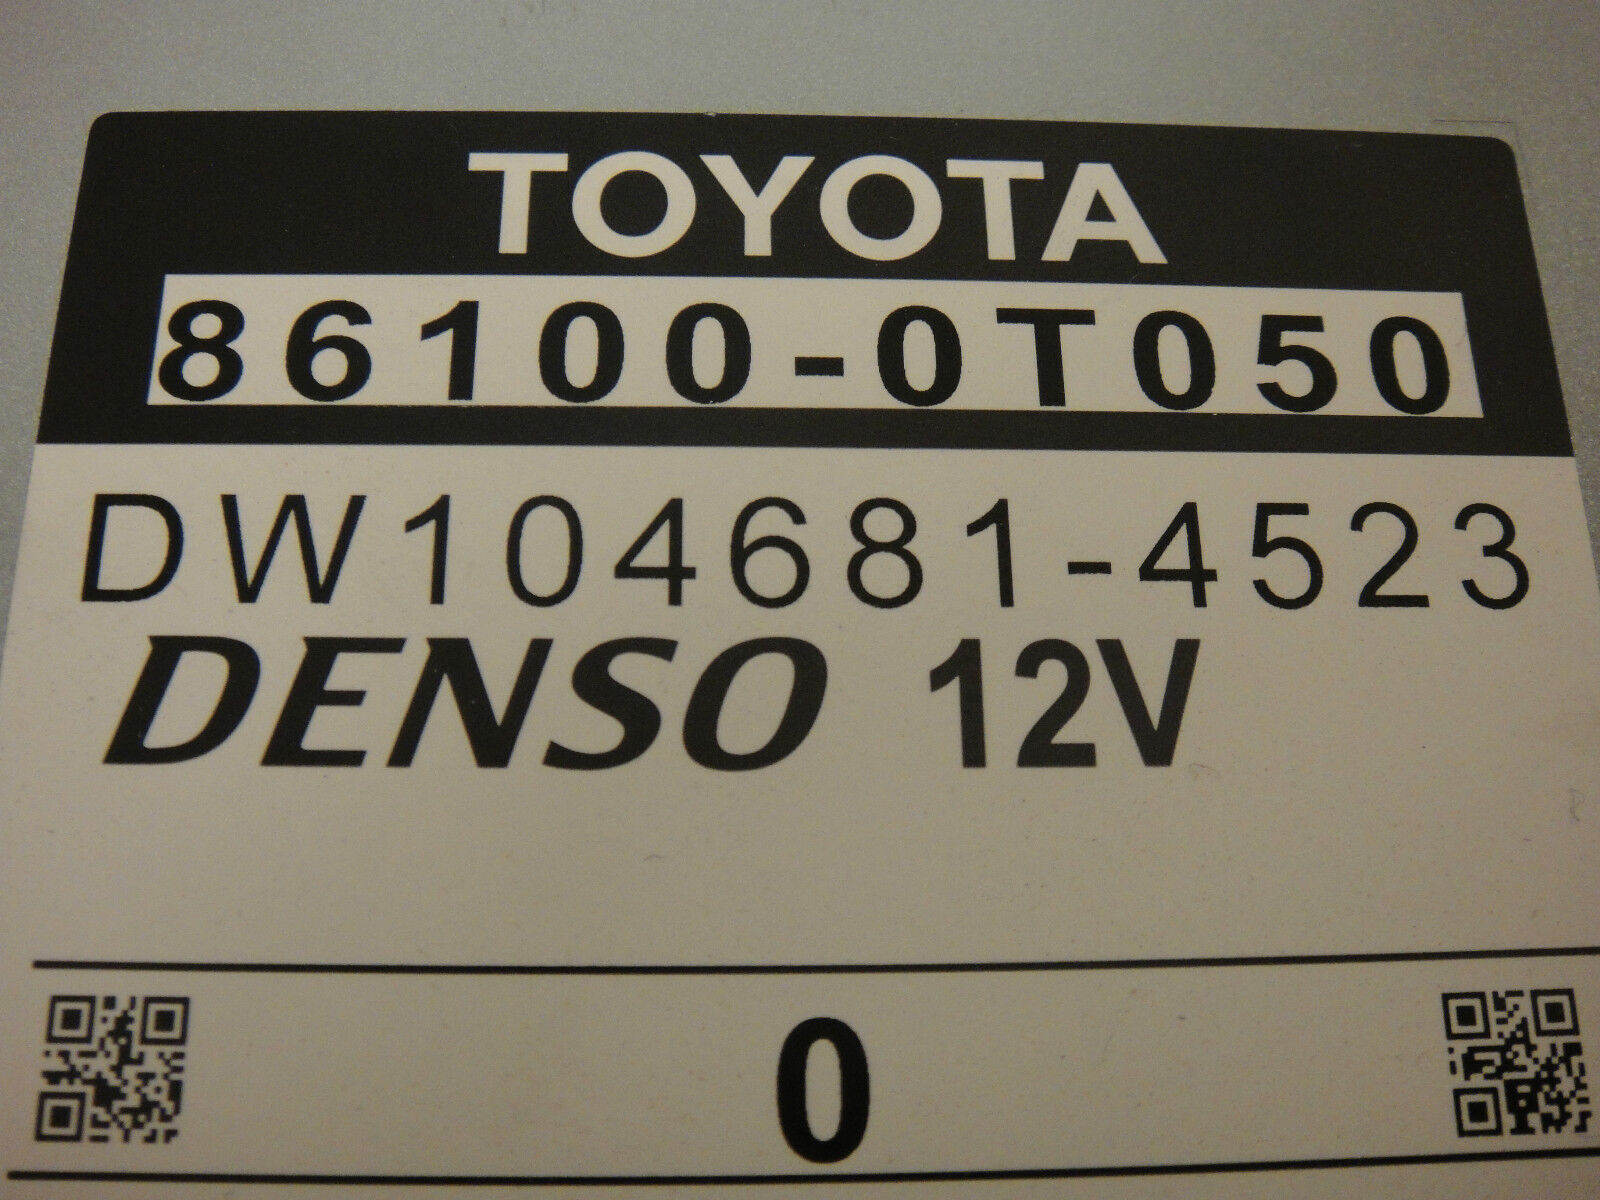 TOYOTA
86100-0T050
DW104681-4523
DENSO 12V
0